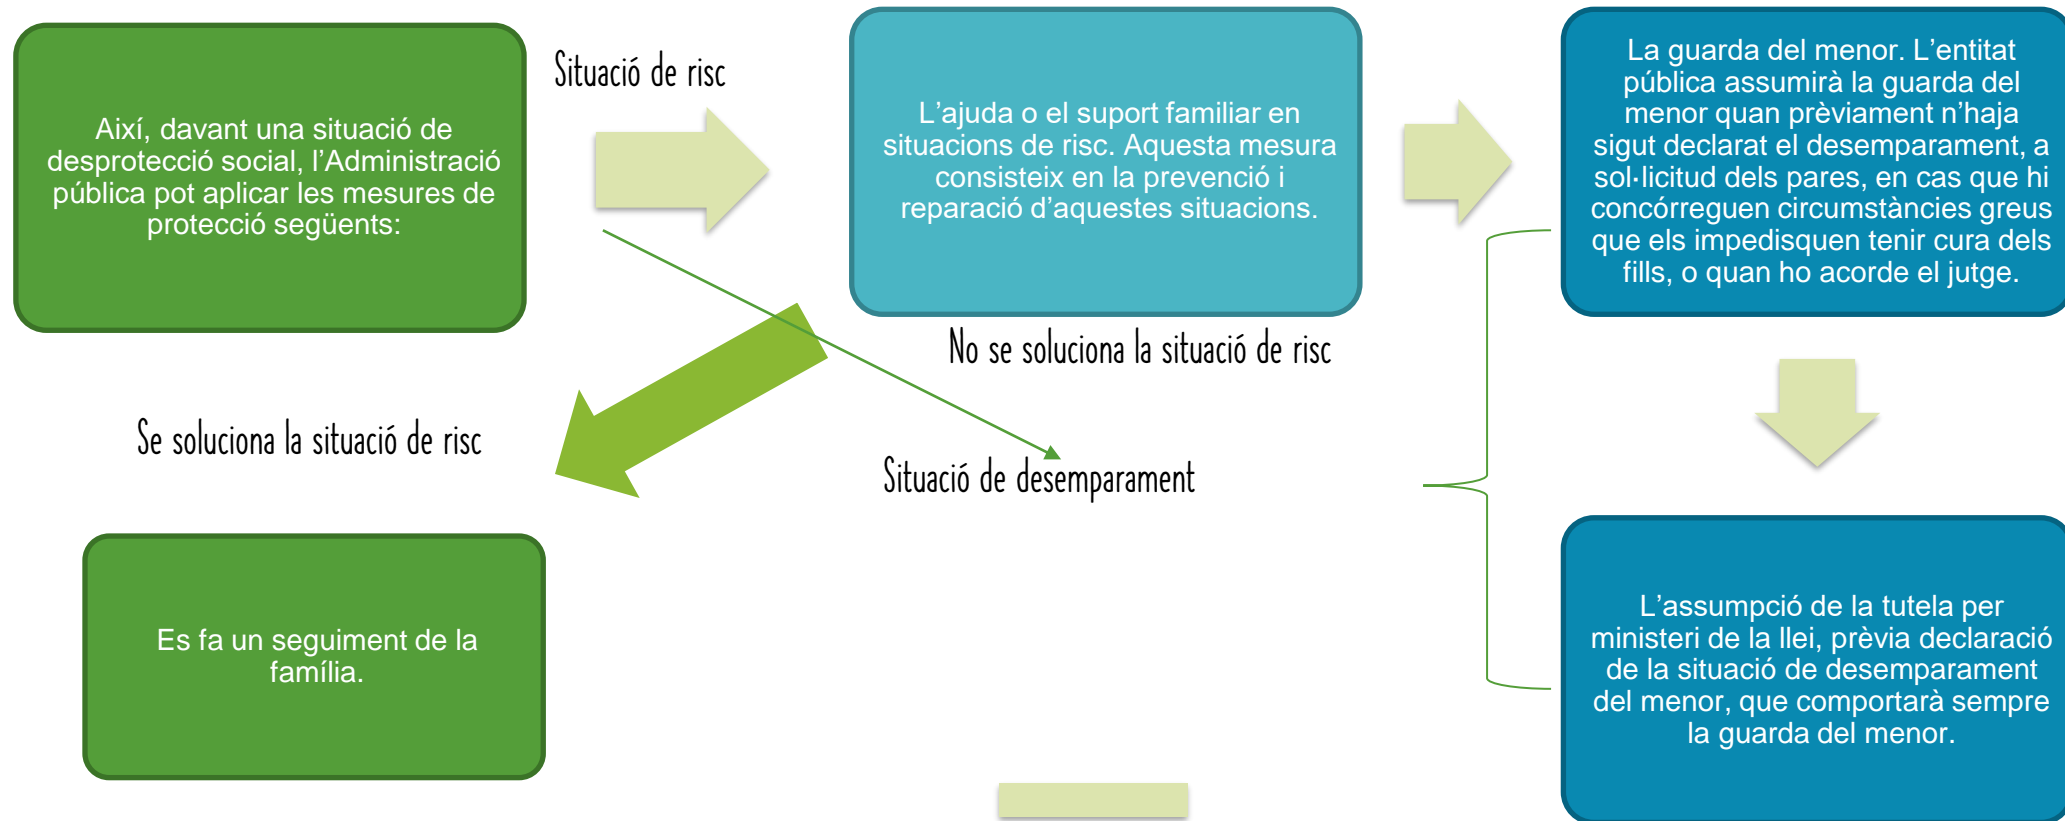 Així, davant una situació de
desprotecció social, l’Administració
pública pot aplicar les mesures de
protecció següents:
Situació de risc
L’ajuda o el suport familiar en
situacions de risc. Aquesta mesura
consisteix en la prevenció i
reparació d’aquestes situacions.
La guarda del menor. L’entitat
pública assumirà la guarda del
menor quan prèviament n’haja
sigut declarat el desemparament, a
sol·licitud dels pares, en cas que hi
concórreguen circumstàncies greus
que els impedisquen tenir cura dels
fills, o quan ho acorde el jutge.
No se soluciona la situació de risc
Se soluciona la situació de risc
Situació de desemparament
Es fa un seguiment de la
família.
L’assumpció de la tutela per
ministeri de la llei, prèvia declaració
de la situació de desemparament
del menor, que comportarà sempre
la guarda del menor.